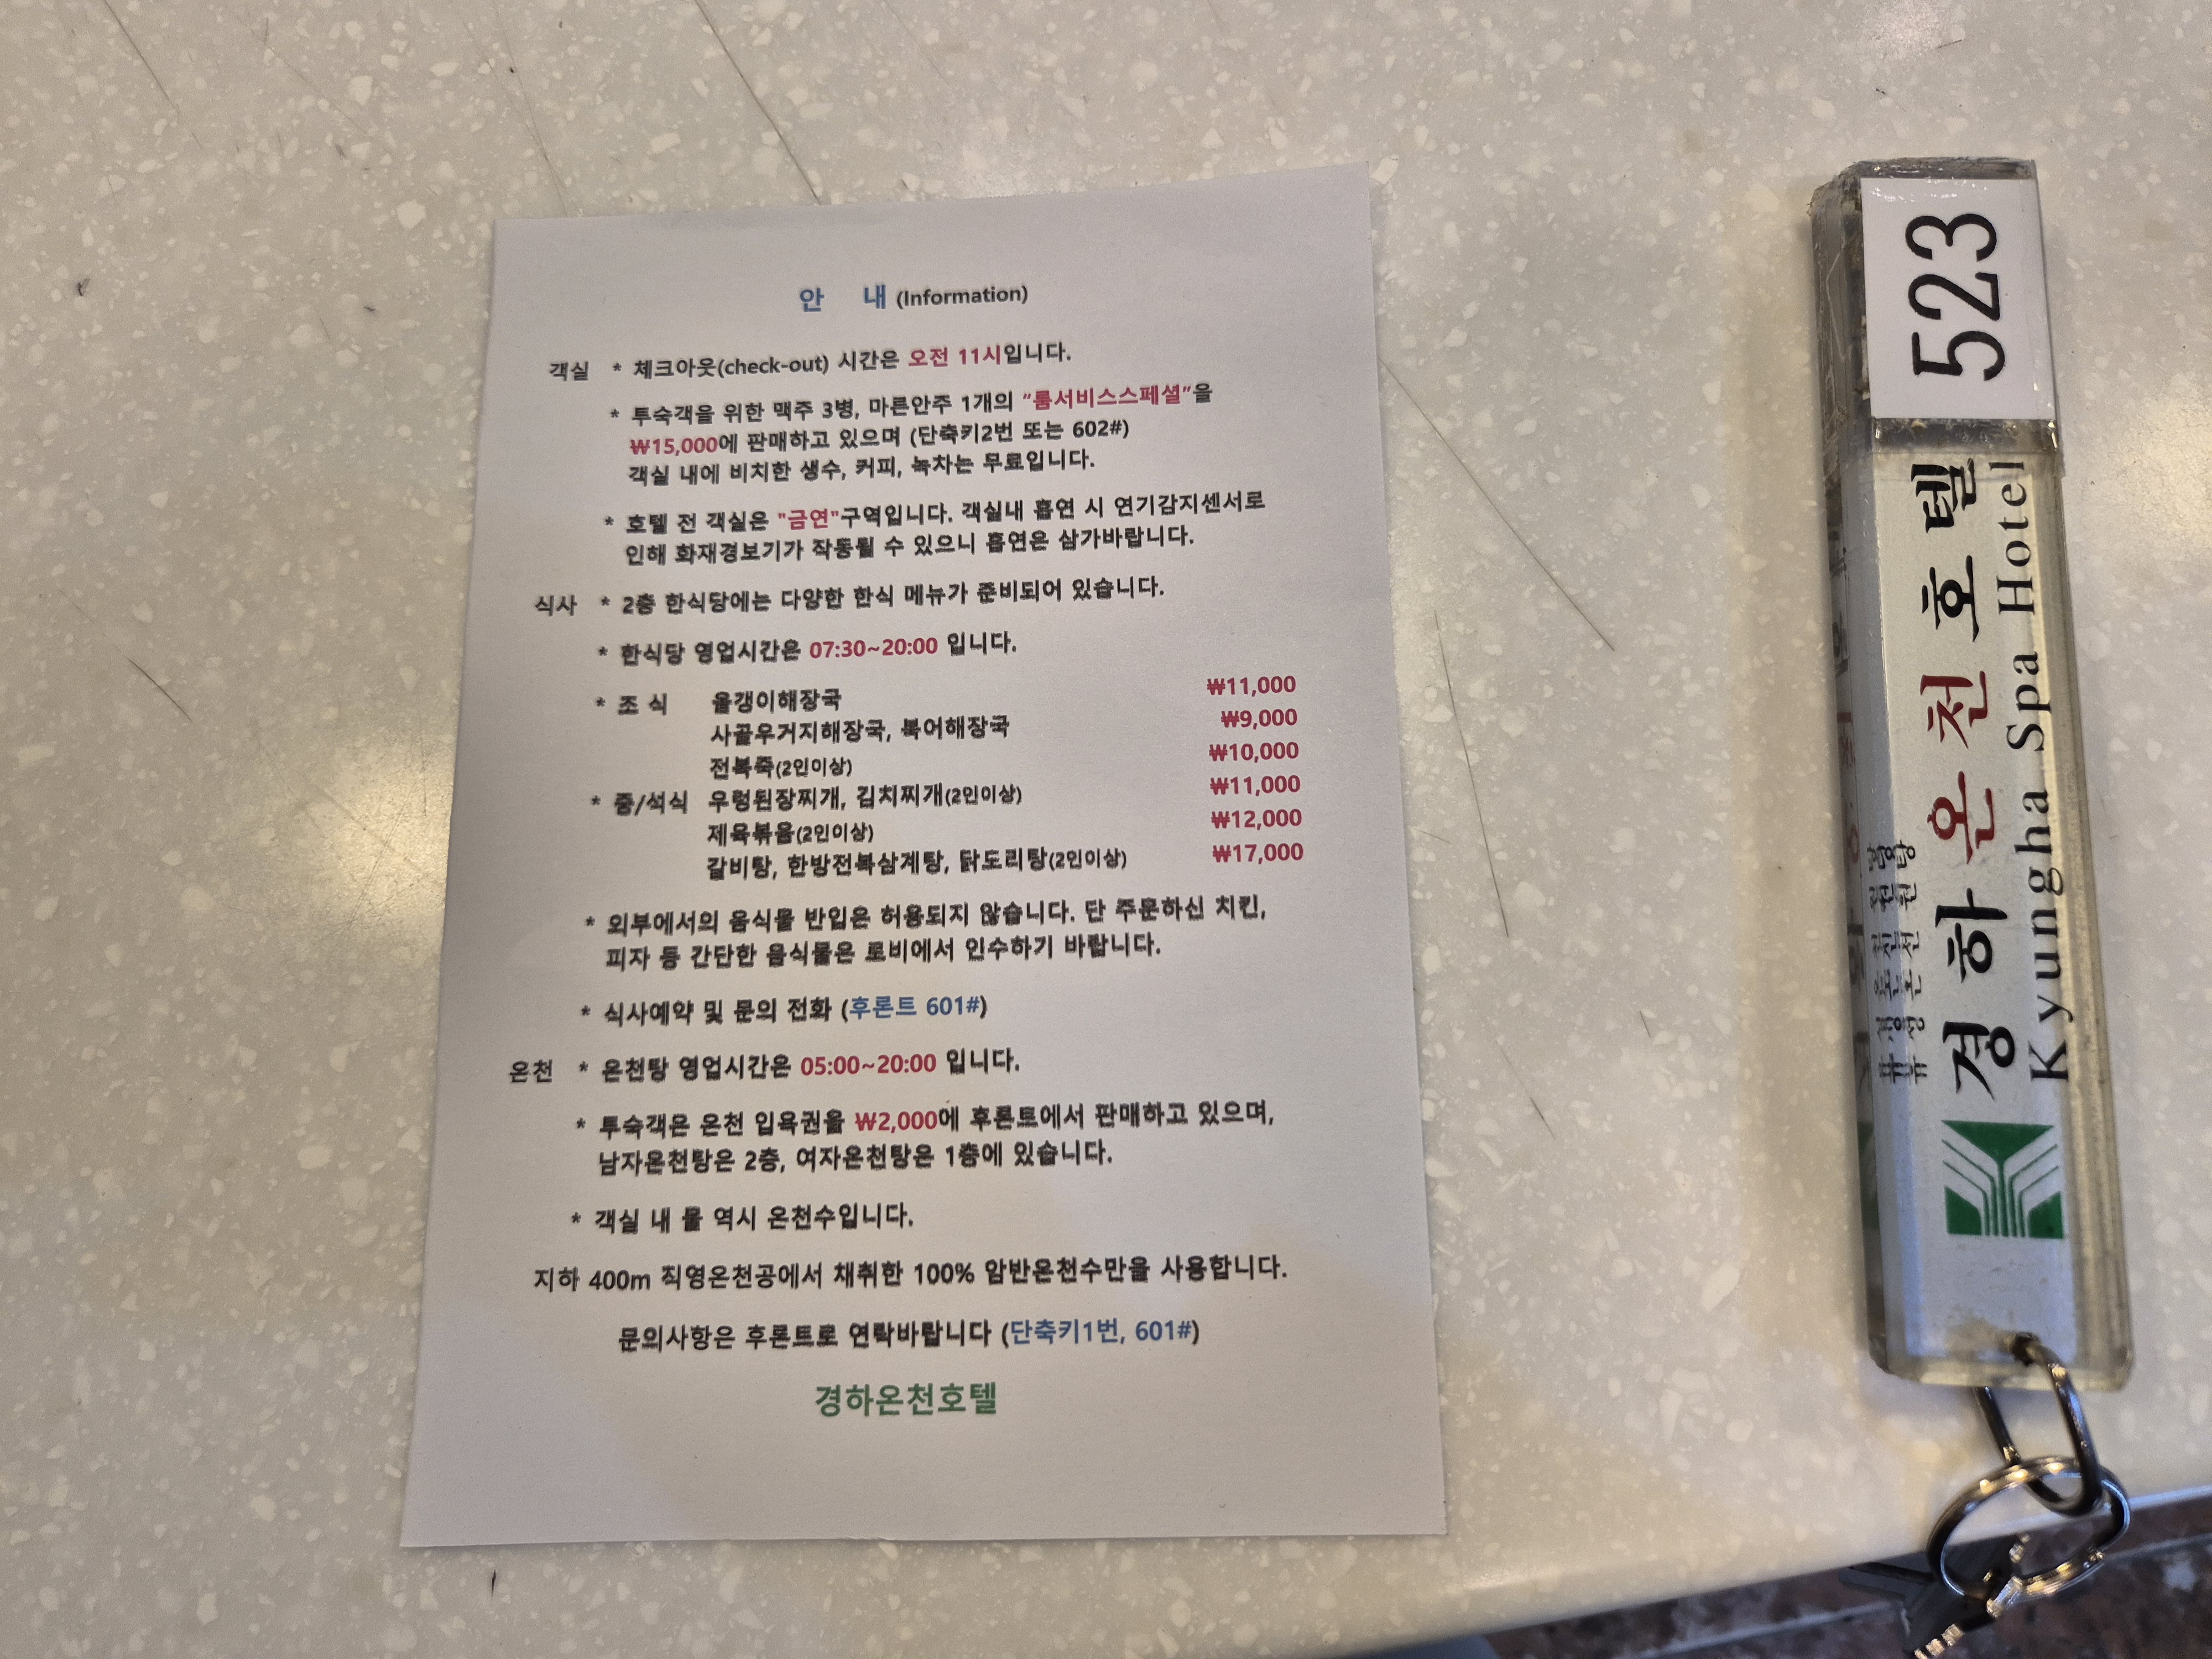 안 내 (Information)
객실 * 체크아웃(check-out) 시간은 오전 11시입니다.
* 투숙객을 위한 맥주 3병, 마른안주 1개의 "룸서비스스페셜"을
₩15,000에 판매하고 있으며 (단축키2번 또는 602#)
객실 내에 비치한 생수, 커피, 녹차는 무료입니다.
* 호텔 전 객실은 "금연"구역입니다. 객실내 흡연 시 연기감지센서로
인해 화재경보기가 작동될 수 있으니 흡연은 삼가바랍니다.
식사 * 2층 한식당에는 다양한 한식 메뉴가 준비되어 있습니다.
* 한식당 영업시간은 07:30~20:00 입니다.
* 조 식 올갱이해장국 ₩11,000
사골우거지해장국, 북어해장국 ₩9,000
전복죽(2인이상) ₩10,000
* 중/석식 우렁된장찌개, 김치찌개(2인이상) ₩11,000
제육볶음(2인이상) ₩12,000
갈비탕, 한방전복삼계탕, 닭도리탕(2인이상) ₩17,000
* 외부에서의 음식물 반입은 허용되지 않습니다. 단 주문하신 치킨,
피자 등 간단한 음식물은 로비에서 인수하기 바랍니다.
* 식사예약 및 문의 전화 (후론트 601#)
온천 * 온천탕 영업시간은 05:00~20:00 입니다.
* 투숙객은 온천 입욕권을 ₩2,000에 후론트에서 판매하고 있으며,
남자온천탕은 2층, 여자온천탕은 1층에 있습니다.
* 객실 내 물 역시 온천수입니다.
지하 400m 직영온천공에서 채취한 100% 암반온천수만을 사용합니다.
문의사항은 후론트로 연락바랍니다 (단축키1번, 601#)
경하온천호텔
523
경하온천호텔
Kyungha Spa Hotel